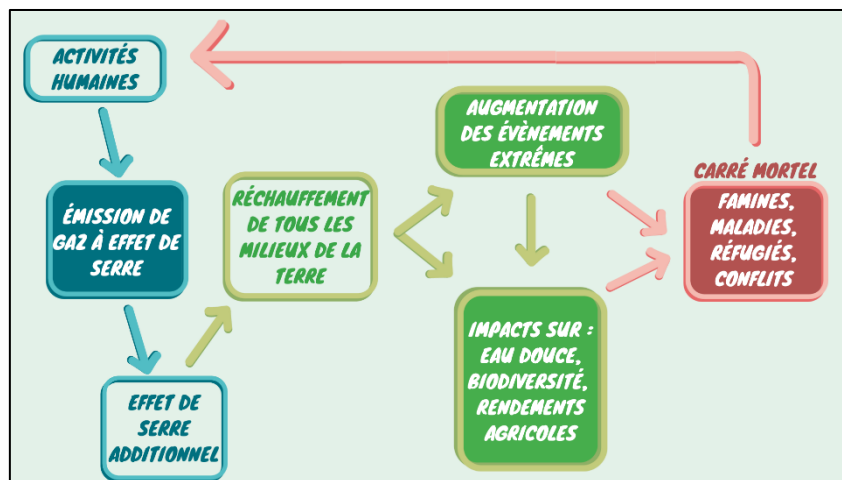 ACTIVITÉS
HUMAINES
ÉMISSION DE
GAZ À EFFET DE
SERRE
EFFET DE
SERRE
ADDITIONNEL
RÉCHAUFFEMENT
DE TOUS LES
MILIEUX DE LA
TERRE
AUGMENTATION
DES ÉVÈNEMENTS
EXTRÊMES
IMPACTS SUR :
EAU DOUCE,
BIODIVERSITÉ,
RENDEMENTS
AGRICOLES
CARRÉ MORTEL
FAMINES,
MALADIES,
RÉFUGIÉS,
CONFLITS